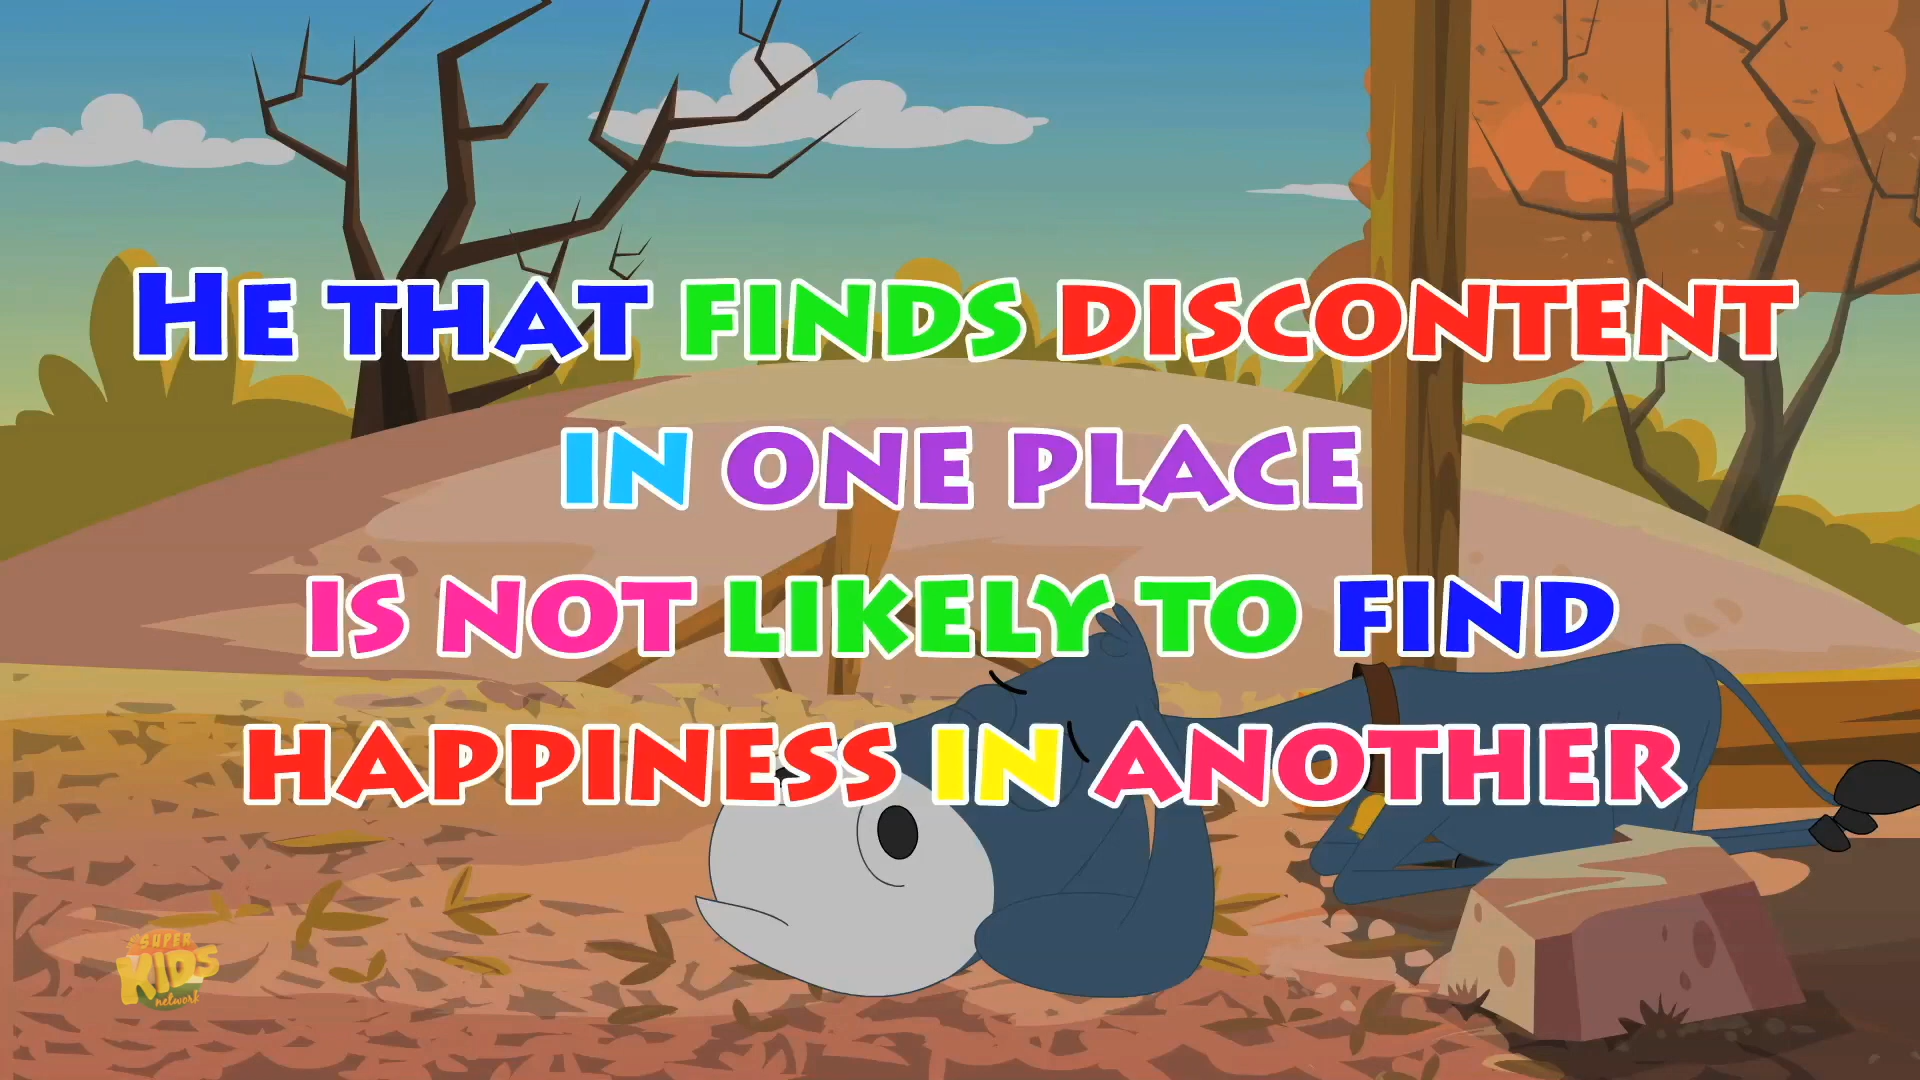 HE THAT FINDS DISCONTENT
IN ONE PLACE
IS NOT LIKELY TO FIND
HAPPINESS IN ANOTHER
SUPER
KIDS
network